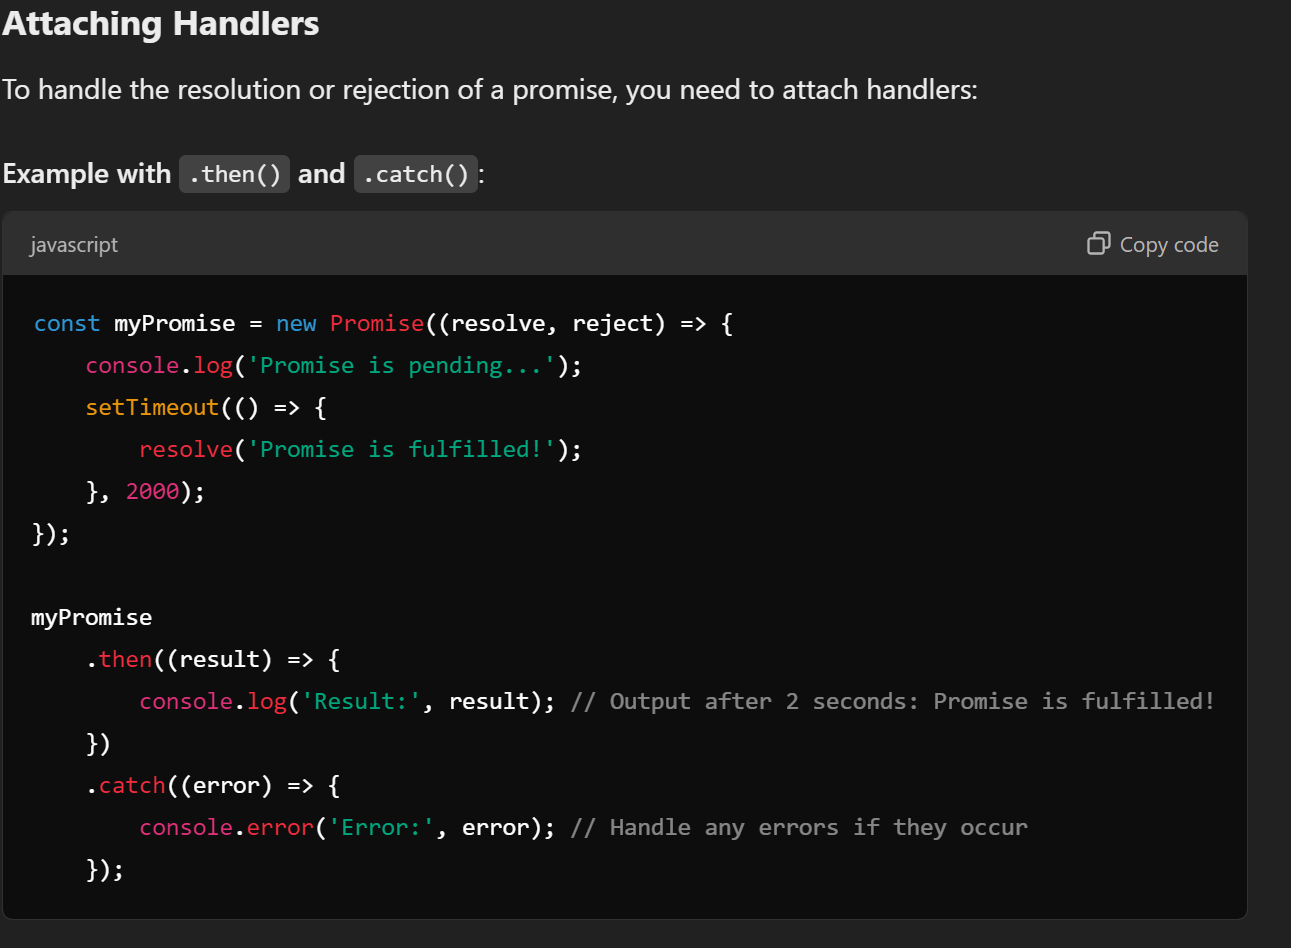 Attaching Handlers
To handle the resolution or rejection of a promise, you need to attach handlers:
Example with .then() and .catch():
javascript Copy code
const myPromise = new Promise((resolve, reject) => {
    console.log('Promise is pending...');
    setTimeout(() => {
        resolve('Promise is fulfilled!');
    }, 2000);
});
myPromise
    .then((result) => {
        console.log('Result:', result); // Output after 2 seconds: Promise is fulfilled!
    })
    .catch((error) => {
        console.error('Error:', error); // Handle any errors if they occur
    });